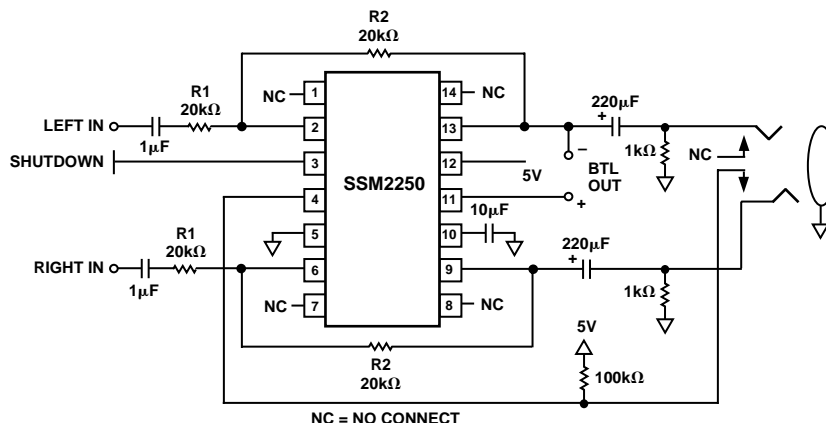 R2
20kΩ
R1
20kΩ
NC
1
14
NC
220μF
+
LEFT IN
1μF
2
13
1kΩ
NC
SHUTDOWN
3
12
5V
−
BTL
OUT
+
SSM2250
4
11
10μF
R1
20kΩ
5
10
220μF
+
RIGHT IN
1μF
6
9
1kΩ
NC
7
8
NC
5V
R2
20kΩ
100kΩ
NC = NO CONNECT